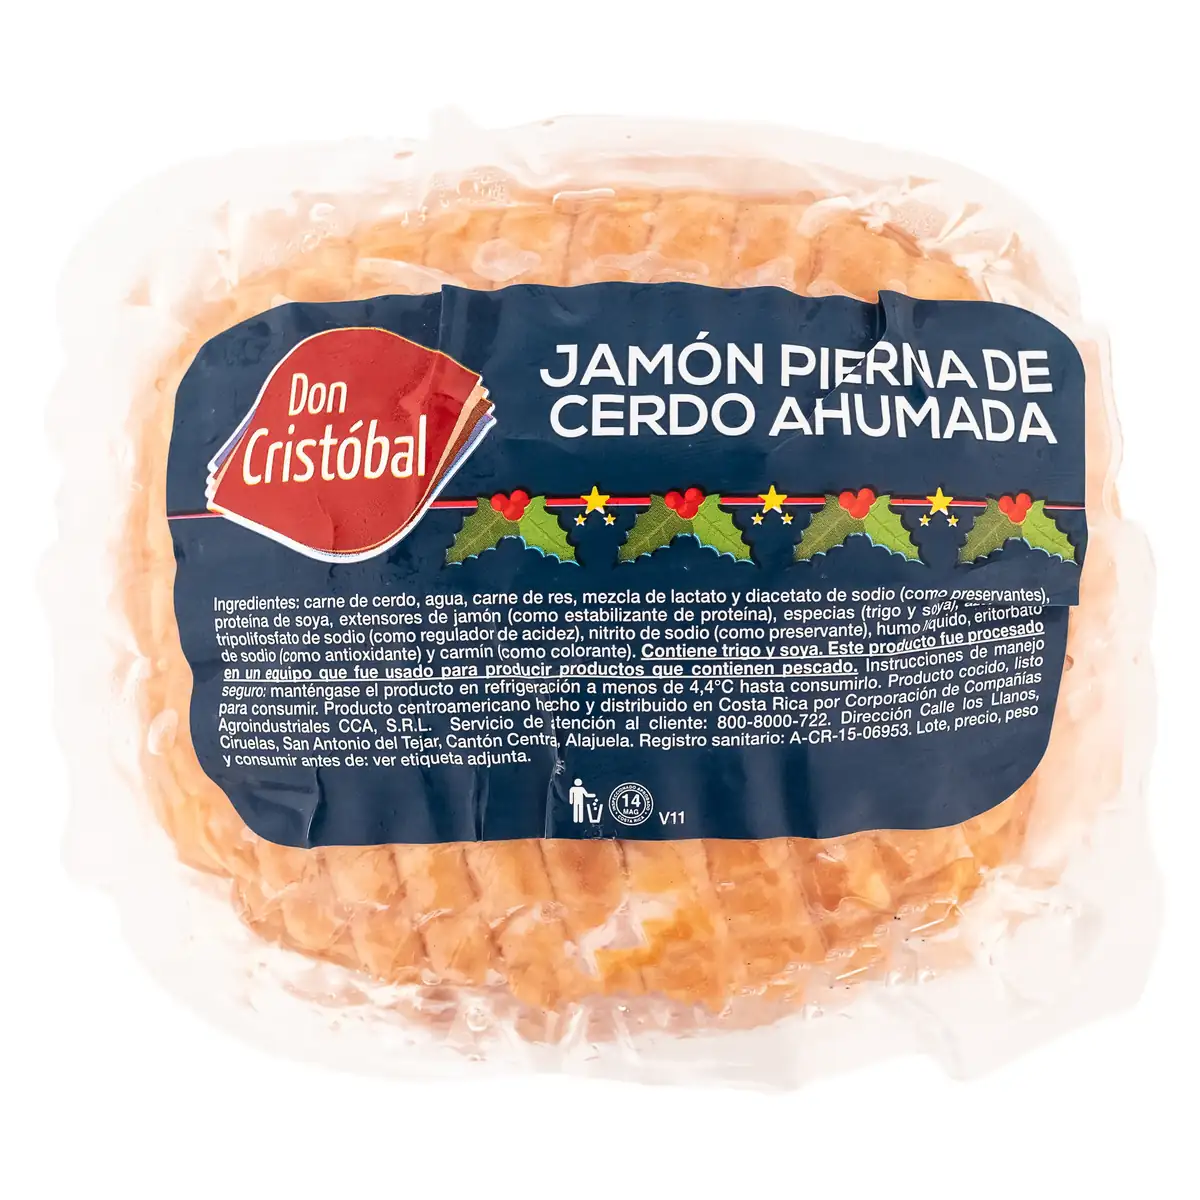 Don
Cristóbal
JAMÓN PIERNA DE
CERDO AHUMADA
Ingredientes: carne de cerdo, agua, carne de res, mezcla de lactato y diacetato de sodio (como preservantes),
proteína de soya, extensores de jamón (como estabilizante de proteína), especias (trigo y soya),
tripolifosfato de sodio (como regulador de acidez), nitrito de sodio (como preservante), humo líquido, eritorbato
de sodio (como antioxidante) y carmín (como colorante). Contiene trigo y soya. Este producto fue procesado
en un equipo que fue usado para producir productos que contienen pescado. Instrucciones de manejo
seguro: manténgase el producto en refrigeración a menos de 4,4°C hasta consumirlo. Producto cocido, listo
para consumir. Producto centroamericano hecho y distribuido en Costa Rica por Corporación de Compañías
Agroindustriales CCA, S.R.L. Servicio de atención al cliente: 800-8000-722. Dirección Calle los Llanos,
Ciruelas, San Antonio del Tejar, Cantón Central, Alajuela. Registro sanitario: A-CR-15-06953. Lote, precio, peso
y consumir antes de: ver etiqueta adjunta.
INSPECCIONADO APROBADO
14
MAG
COSTA RICA
V11